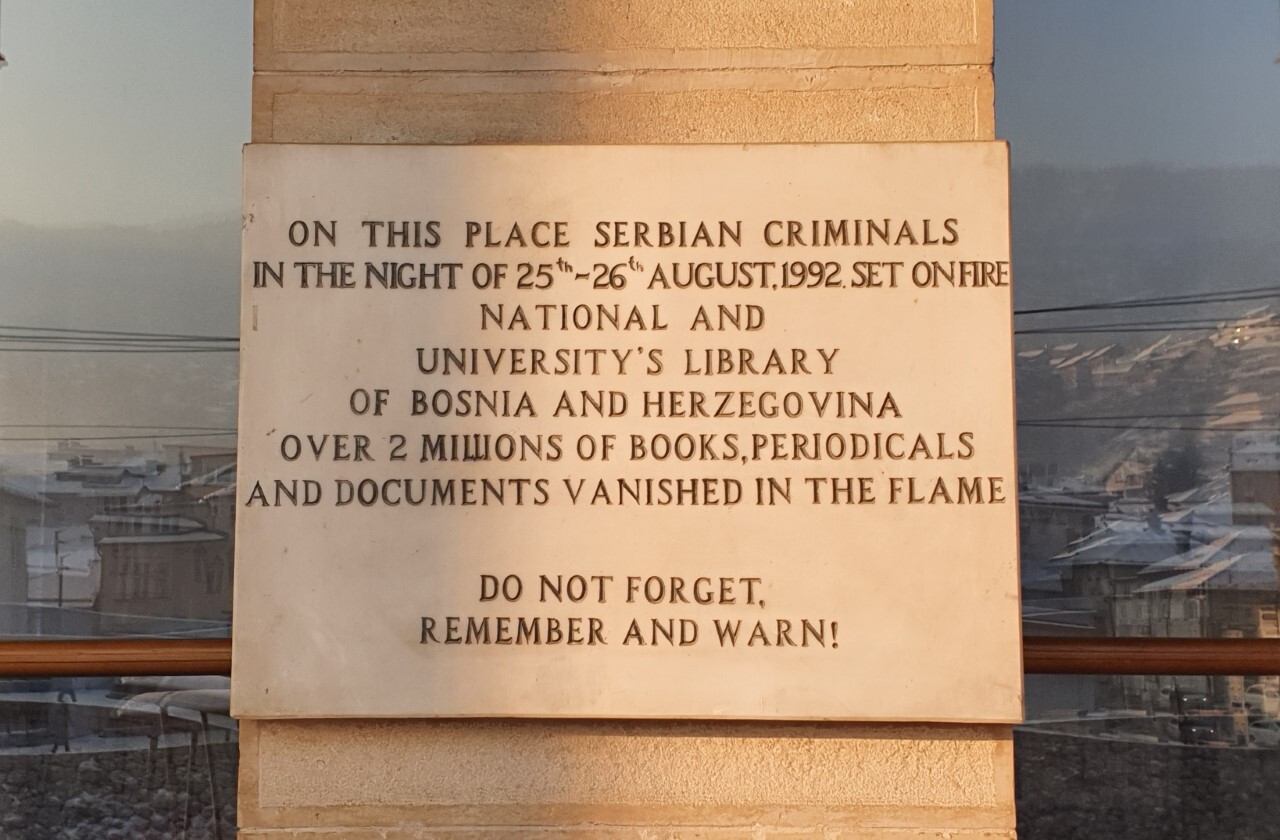 ON THIS PLACE SERBIAN CRIMINALS
IN THE NIGHT OF 25th~26th AUGUST, 1992. SET ON FIRE
NATIONAL AND
UNIVERSITY'S LIBRARY
OF BOSNIA AND HERZEGOVINA
OVER 2 MILLIONS OF BOOKS, PERIODICALS
AND DOCUMENTS VANISHED IN THE FLAME
DO NOT FORGET,
REMEMBER AND WARN!